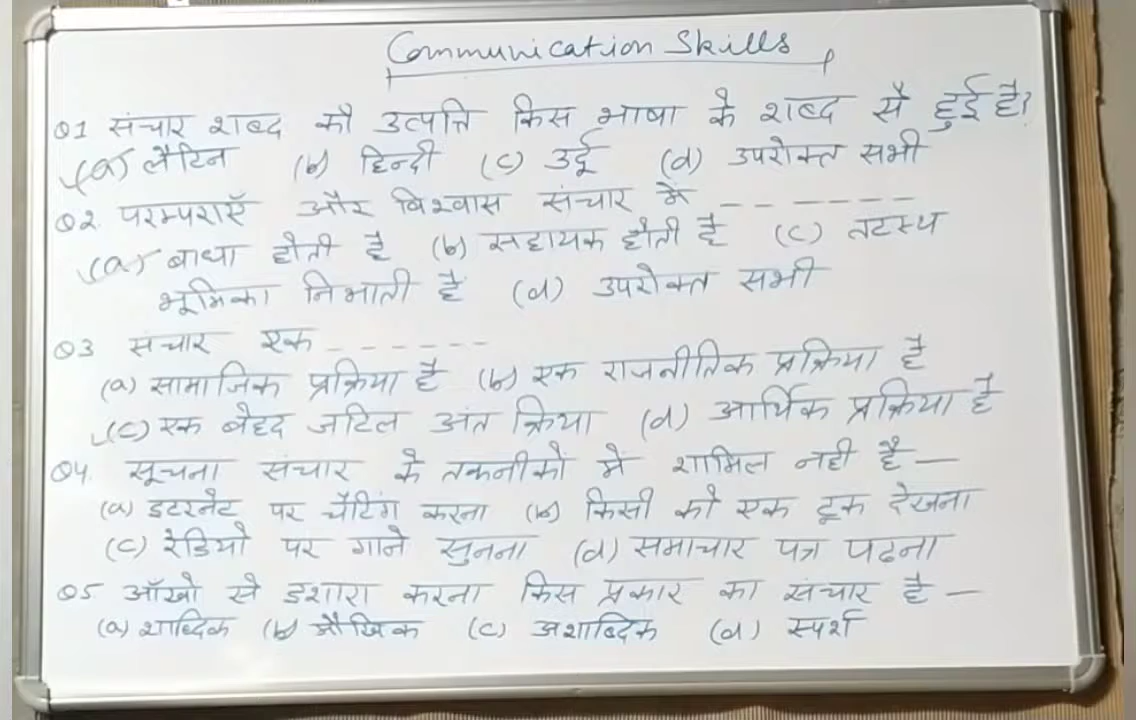 Communication Skills
Q1 संचार शब्द की उत्पत्ति किस भाषा के शब्द से हुई है?
(a) लैटिन (b) हिन्दी (c) उर्दू (d) उपरोक्त सभी
Q2. परम्पराएँ और विश्वास संचार में -------
(a) बाधा होती है (b) सहायक होती है (c) तटस्थ
भूमिका निभाती है (d) उपरोक्त सभी
Q3 संचार एक ------
(a) सामाजिक प्रक्रिया है (b) एक राजनीतिक प्रक्रिया है
(c) एक बेहद जटिल अंत क्रिया (d) आर्थिक प्रक्रिया है
Q4. सूचना संचार के तकनीकों में शामिल नही है —
(a) इटरनेट पर चैटिंग करना (b) किसी को एक टूक देखना
(c) रेडियो पर गाने सुनना (d) समाचार पत्र पढना
Q5 आँखो से इशारा करना किस प्रकार का संचार है —
(a) शाब्दिक (b) मौखिक (c) अशाब्दिक (d) स्पर्श